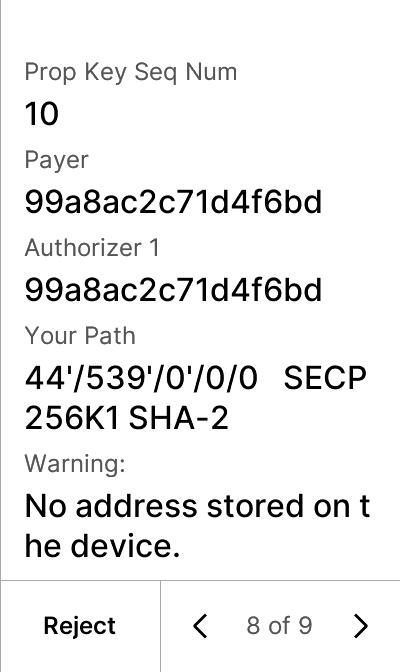 Prop Key Seq Num
10
Payer
99a8ac2c71d4f6bd
Authorizer 1
99a8ac2c71d4f6bd
Your Path
44'/539'/0'/0/0   SECP
256K1 SHA-2
Warning:
No address stored on t
he device.
Reject 8 of 9